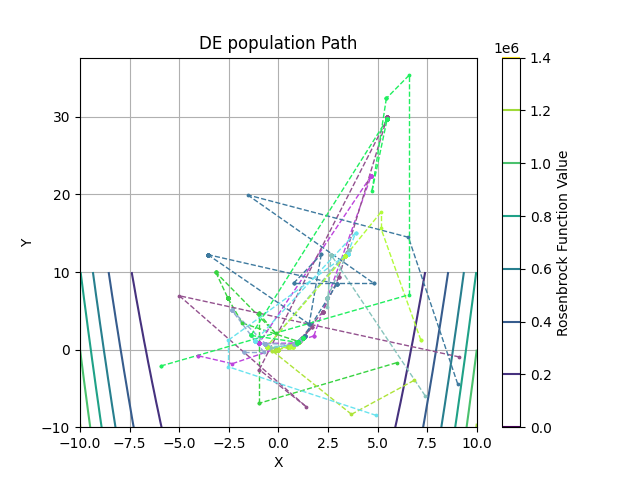 DE population Path
1e6
1.4
1.2
1.0
0.8
0.6
0.4
0.2
0.0
Rosenbrock Function Value
30
20
10
0
−10
Y
−10.0 −7.5 −5.0 −2.5 0.0 2.5 5.0 7.5 10.0
X